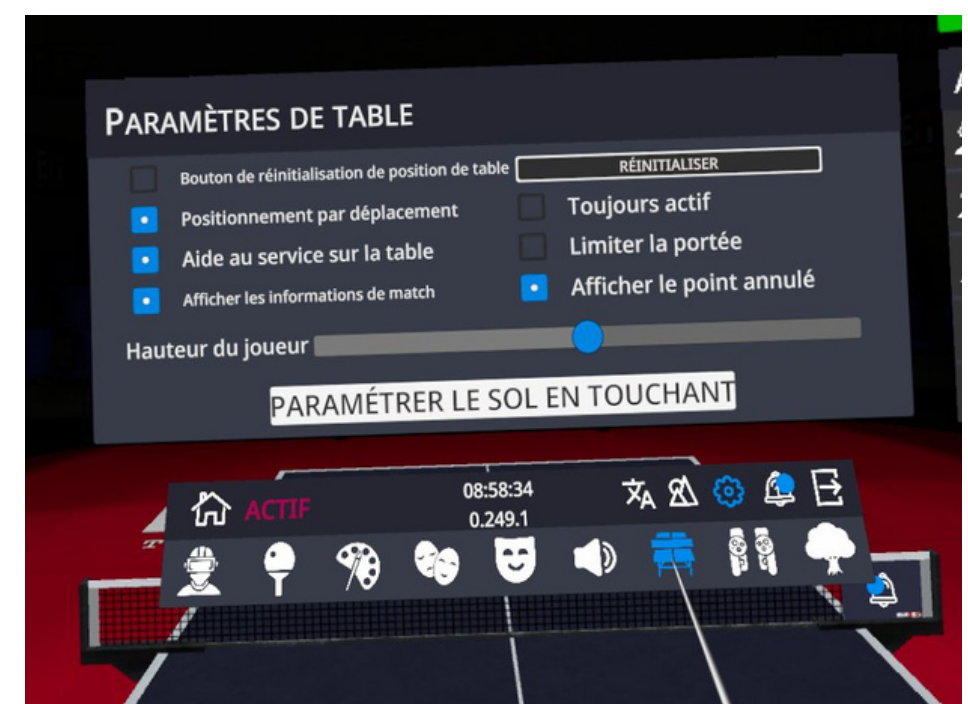 PARAMÈTRES DE TABLE
Bouton de réinitialisation de position de table RÉINITIALISER
Positionnement par déplacement Toujours actif
Aide au service sur la table Limiter la portée
Afficher les informations de match Afficher le point annulé
Hauteur du joueur
PARAMÉTRER LE SOL EN TOUCHANT
ACTIF 08:58:34
0.249.1